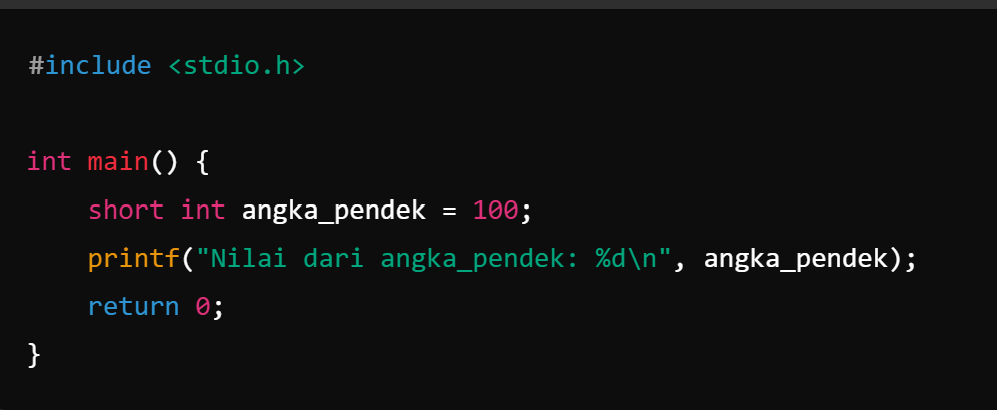 #include <stdio.h>

int main() {
    short int angka_pendek = 100;
    printf("Nilai dari angka_pendek: %d\n", angka_pendek);
    return 0;
}